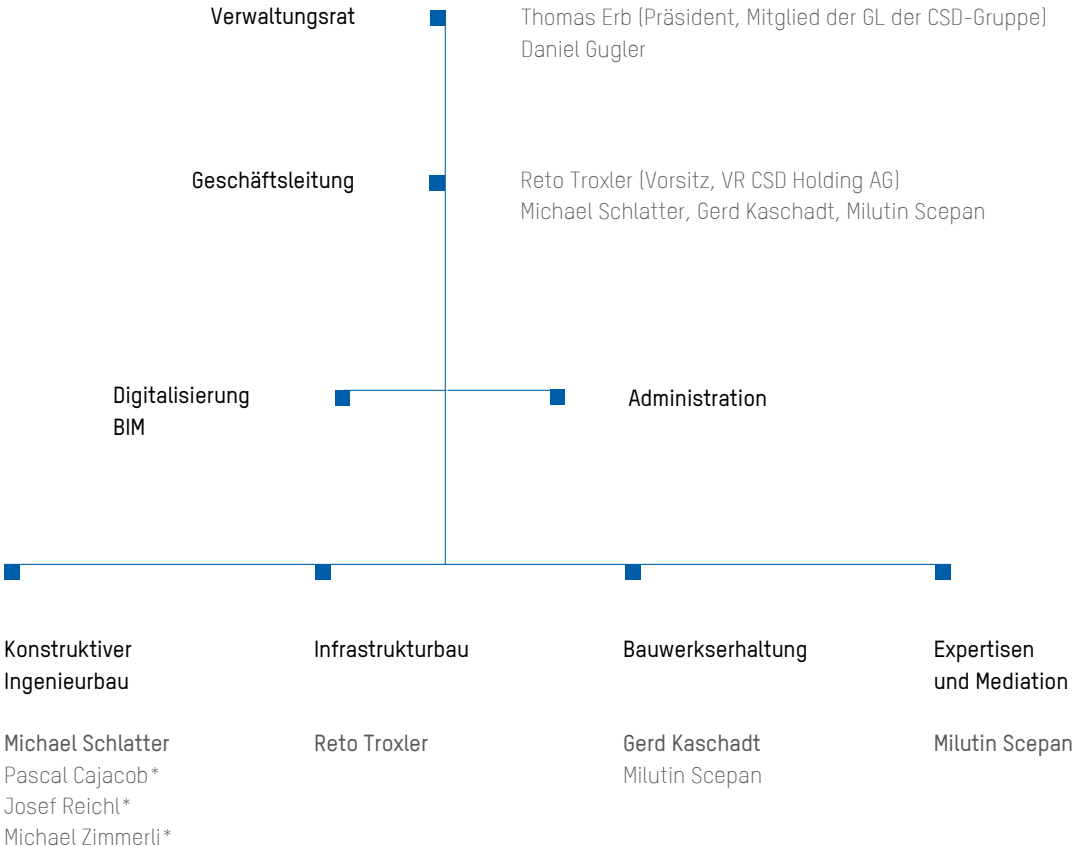 Verwaltungsrat
Thomas Erb (Präsident, Mitglied der GL der CSD-Gruppe)
Daniel Gugler
Geschäftsleitung
Reto Troxler (Vorsitz, VR CSD Holding AG)
Michael Schlatter, Gerd Kaschadt, Milutin Scepan
Digitalisierung
BIM
Administration
Konstruktiver
Ingenieurbau
Michael Schlatter
Pascal Cajacob*
Josef Reichl*
Michael Zimmerli*
Infrastrukturbau
Reto Troxler
Bauwerkserhaltung
Gerd Kaschadt
Milutin Scepan
Expertisen
und Mediation
Milutin Scepan